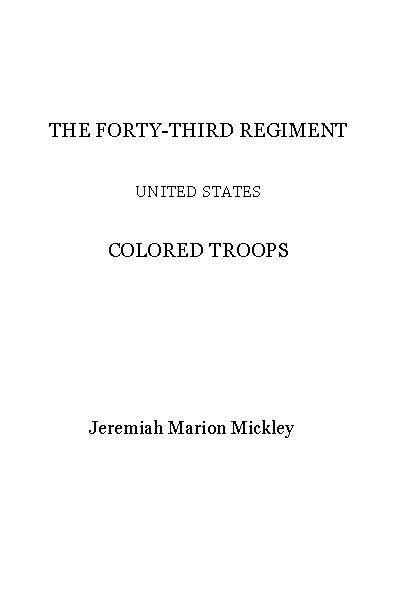 THE FORTY-THIRD REGIMENT
UNITED STATES
COLORED TROOPS
Jeremiah Marion Mickley